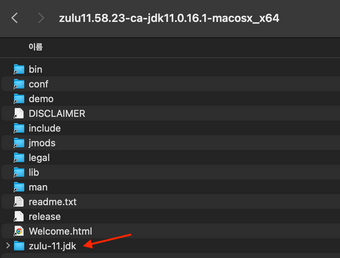 zulu11.58.23-ca-jdk11.0.16.1-macosx_x64
이름
bin
conf
demo
DISCLAIMER
include
jmods
legal
lib
man
readme.txt
release
Welcome.html
zulu-11.jdk